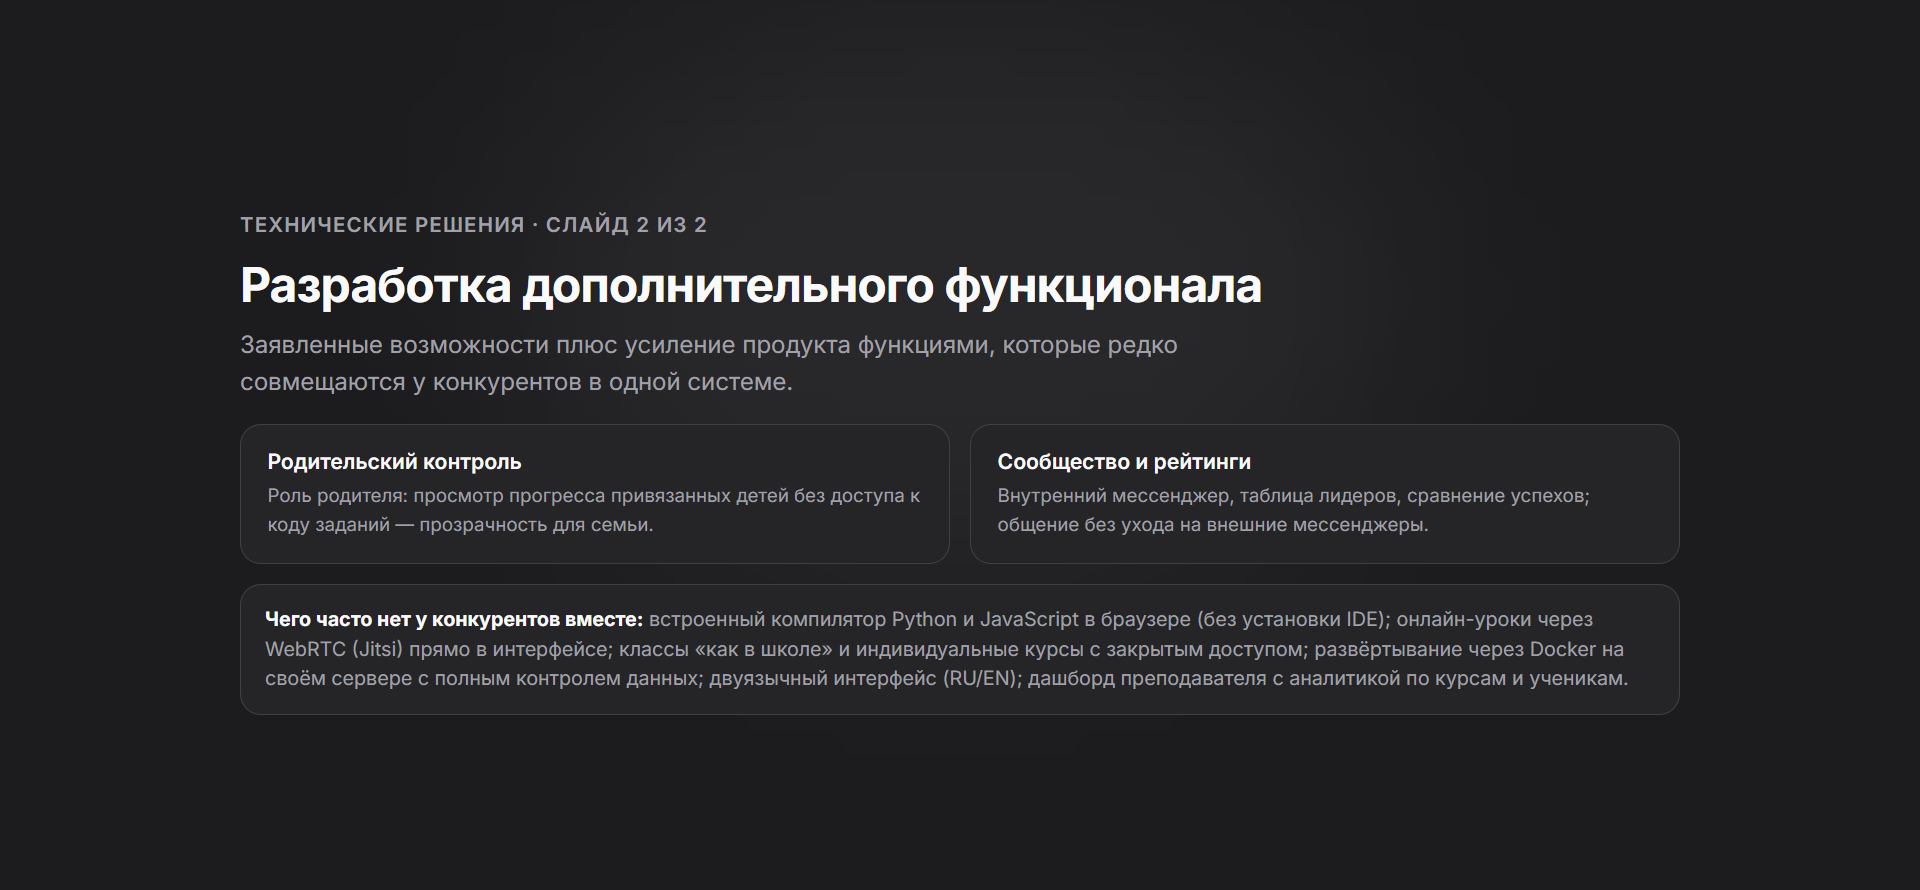 ТЕХНИЧЕСКИЕ РЕШЕНИЯ · СЛАЙД 2 ИЗ 2
Разработка дополнительного функционала
Заявленные возможности плюс усиление продукта функциями, которые редко
совмещаются у конкурентов в одной системе.
Родительский контроль
Роль родителя: просмотр прогресса привязанных детей без доступа к
коду заданий — прозрачность для семьи.
Сообщество и рейтинги
Внутренний мессенджер, таблица лидеров, сравнение успехов;
общение без ухода на внешние мессенджеры.
Чего часто нет у конкурентов вместе: встроенный компилятор Python и JavaScript в браузере (без установки IDE); онлайн-уроки через
WebRTC (Jitsi) прямо в интерфейсе; классы «как в школе» и индивидуальные курсы с закрытым доступом; развёртывание через Docker на
своём сервере с полным контролем данных; двуязычный интерфейс (RU/EN); дашборд преподавателя с аналитикой по курсам и ученикам.